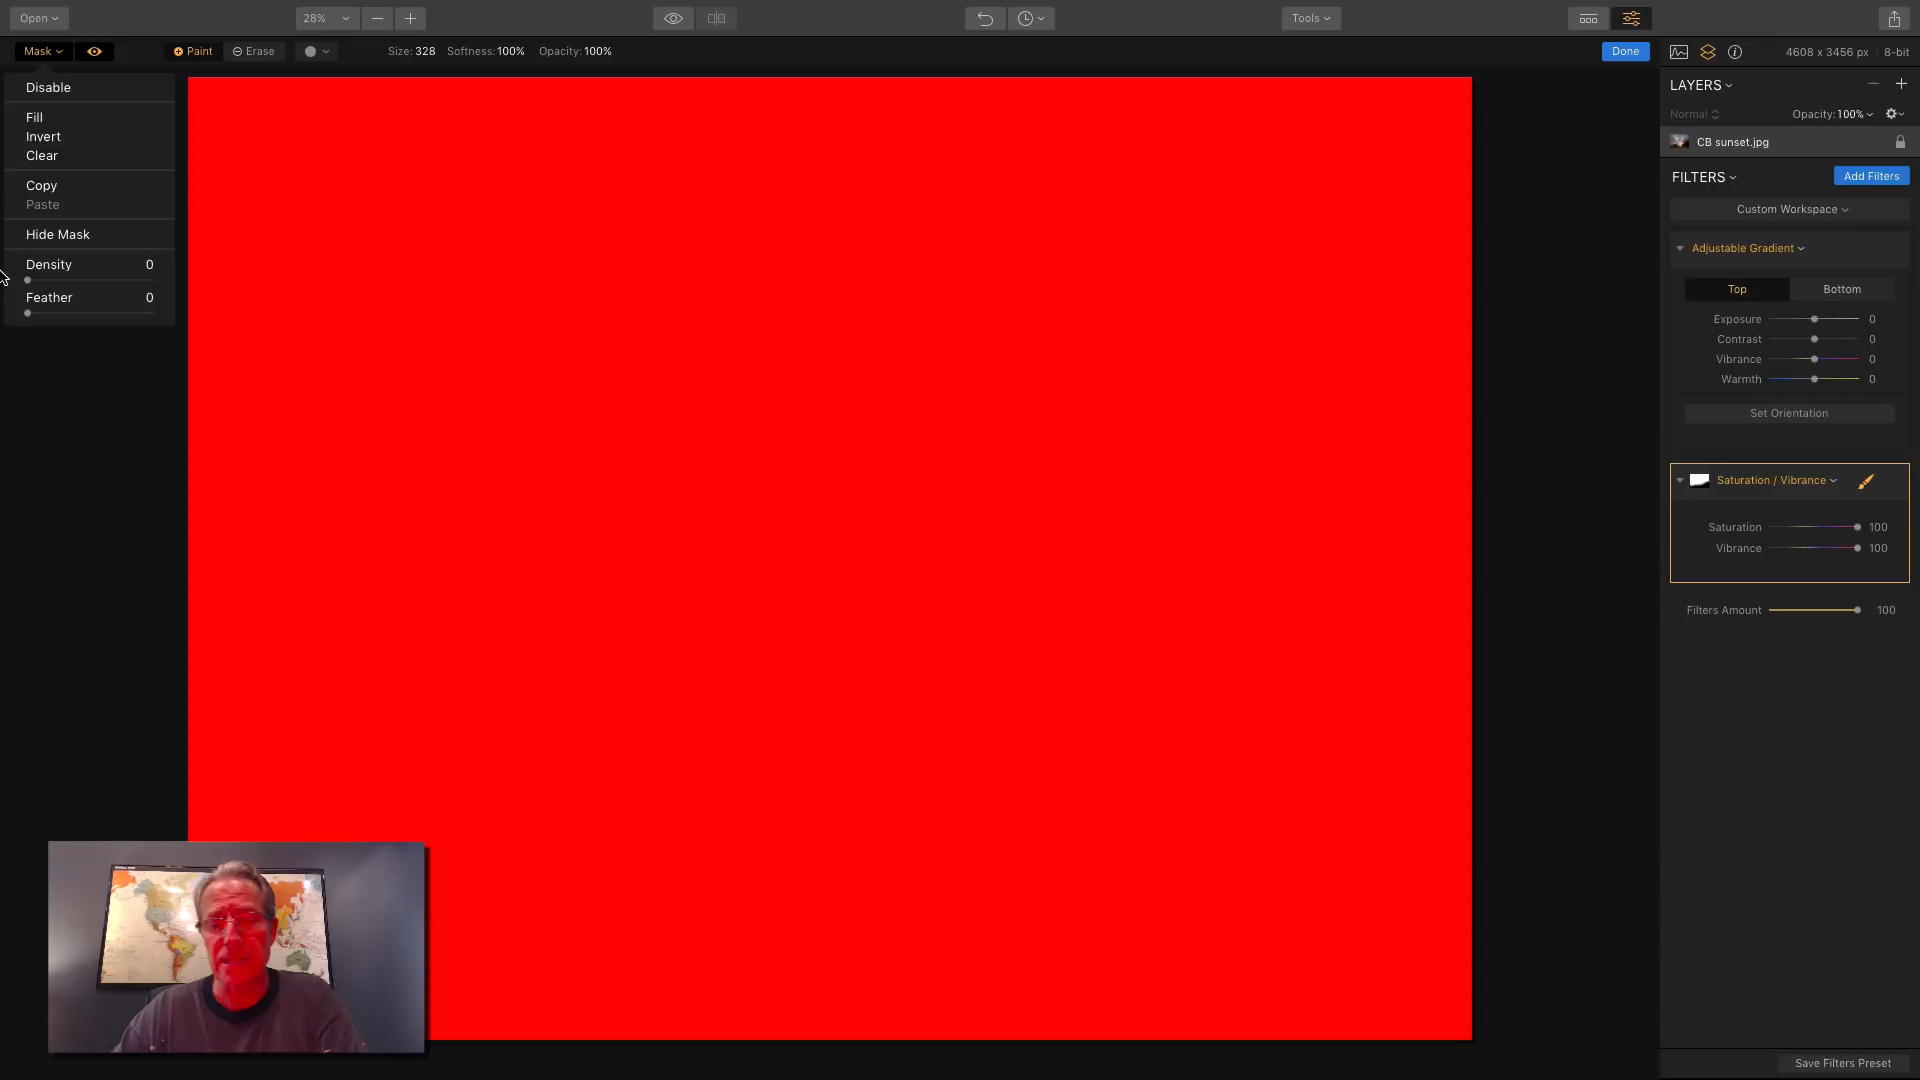 Open
28%
Tools
Mask
Paint
Erase
Size: 328
Softness: 100%
Opacity: 100%
Done
4608 x 3456 px
8-bit
Disable
Fill
Invert
Clear
Copy
Paste
Hide Mask
Density 0
Feather 0
LAYERS
Normal
Opacity: 100%
CB sunset.jpg
FILTERS
Add Filters
Custom Workspace
Adjustable Gradient
Top
Bottom
Exposure 0
Contrast 0
Vibrance 0
Warmth 0
Set Orientation
Saturation / Vibrance
Saturation 100
Vibrance 100
Filters Amount 100
Save Filters Preset